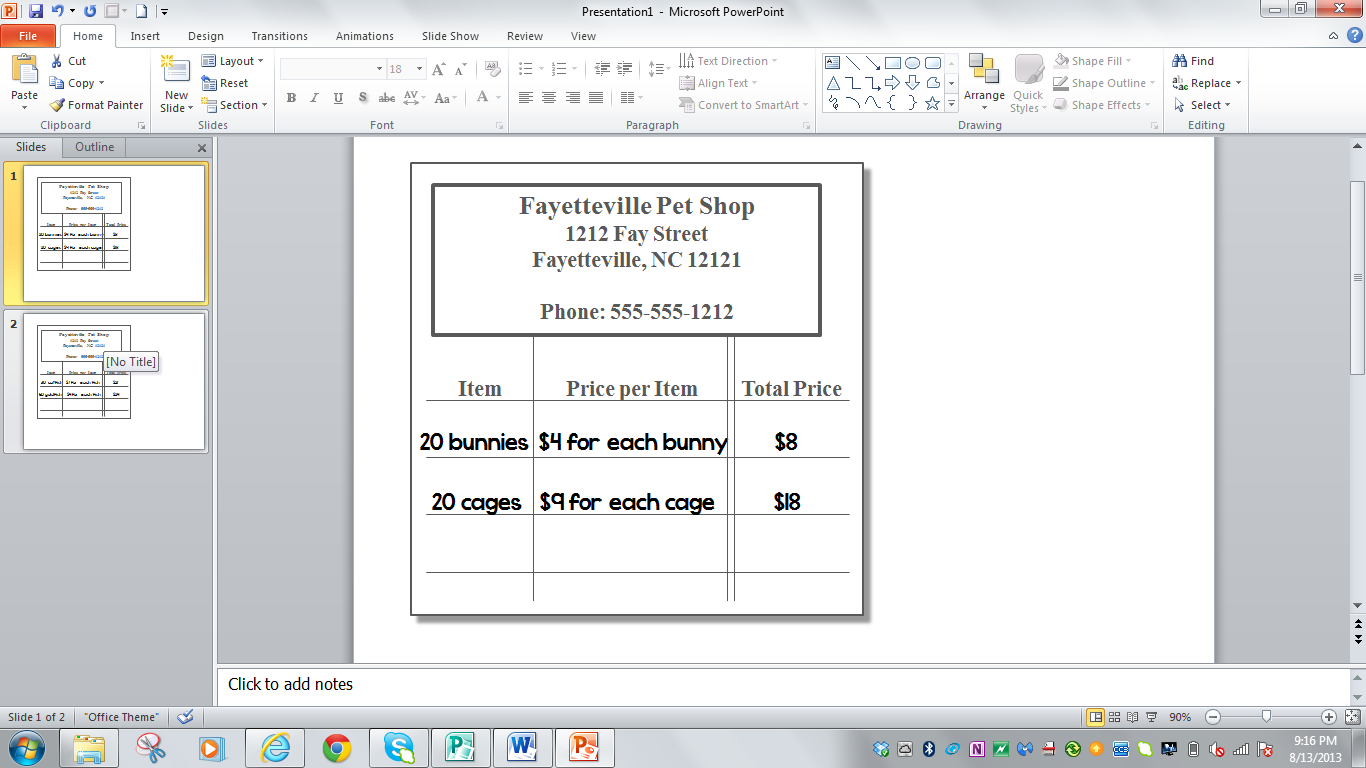 Presentation1 - Microsoft PowerPoint
File Home Insert Design Transitions Animations Slide Show Review View
Paste
Cut
Copy
Format Painter
Clipboard
New Slide
Layout
Reset
Section
Slides
18
Font
Text Direction
Align Text
Convert to SmartArt
Paragraph
Arrange
Quick Styles
Shape Fill
Shape Outline
Shape Effects
Drawing
Find
Replace
Select
Editing
Slides Outline
1
2
[No Title]
Fayetteville Pet Shop
1212 Fay Street
Fayetteville, NC 12121
Phone: 555-555-1212
Item Price per Item Total Price
20 bunnies $4 for each bunny $8
20 cages $9 for each cage $18
Click to add notes
Slide 1 of 2 "Office Theme" 90%
9:16 PM
8/13/2013